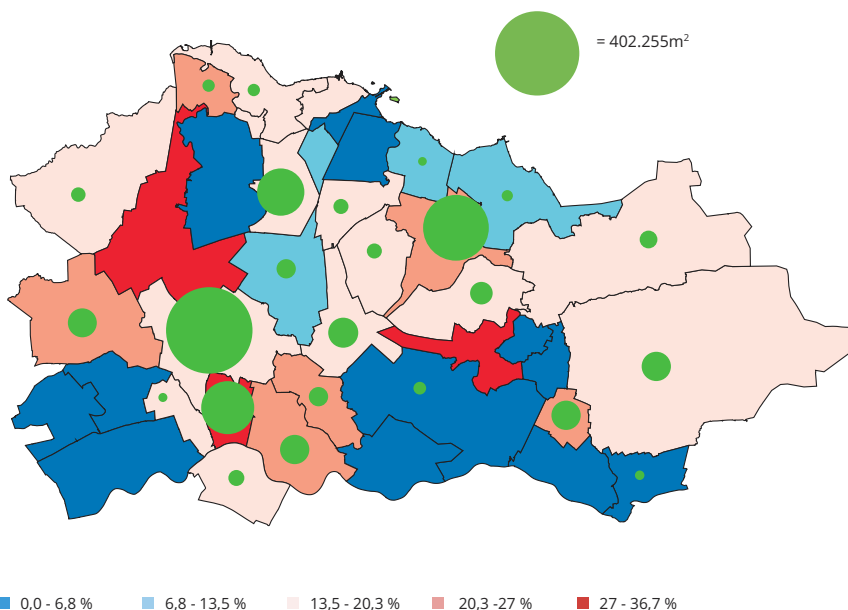 = 402.255m²
0,0 - 6,8 %
6,8 - 13,5 %
13,5 - 20,3 %
20,3 -27 %
27 - 36,7 %